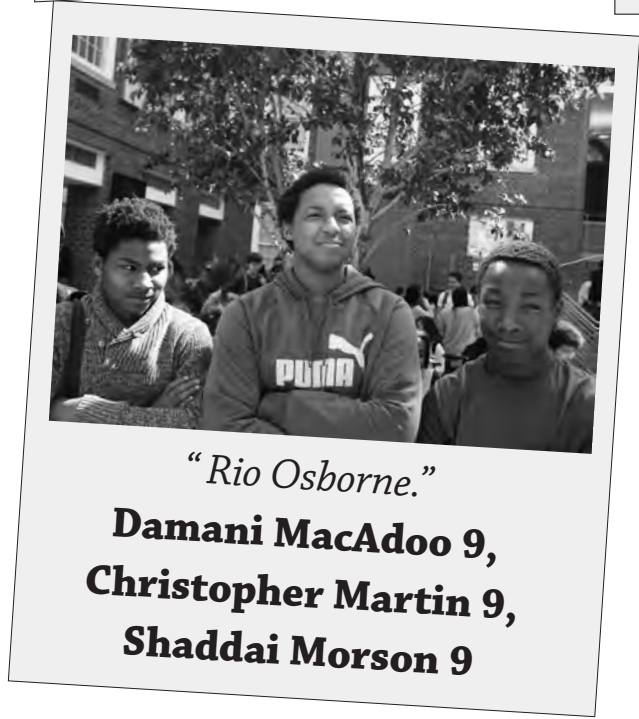 PUMA
“Rio Osborne.”
Damani MacAdoo 9,
Christopher Martin 9,
Shaddai Morson 9